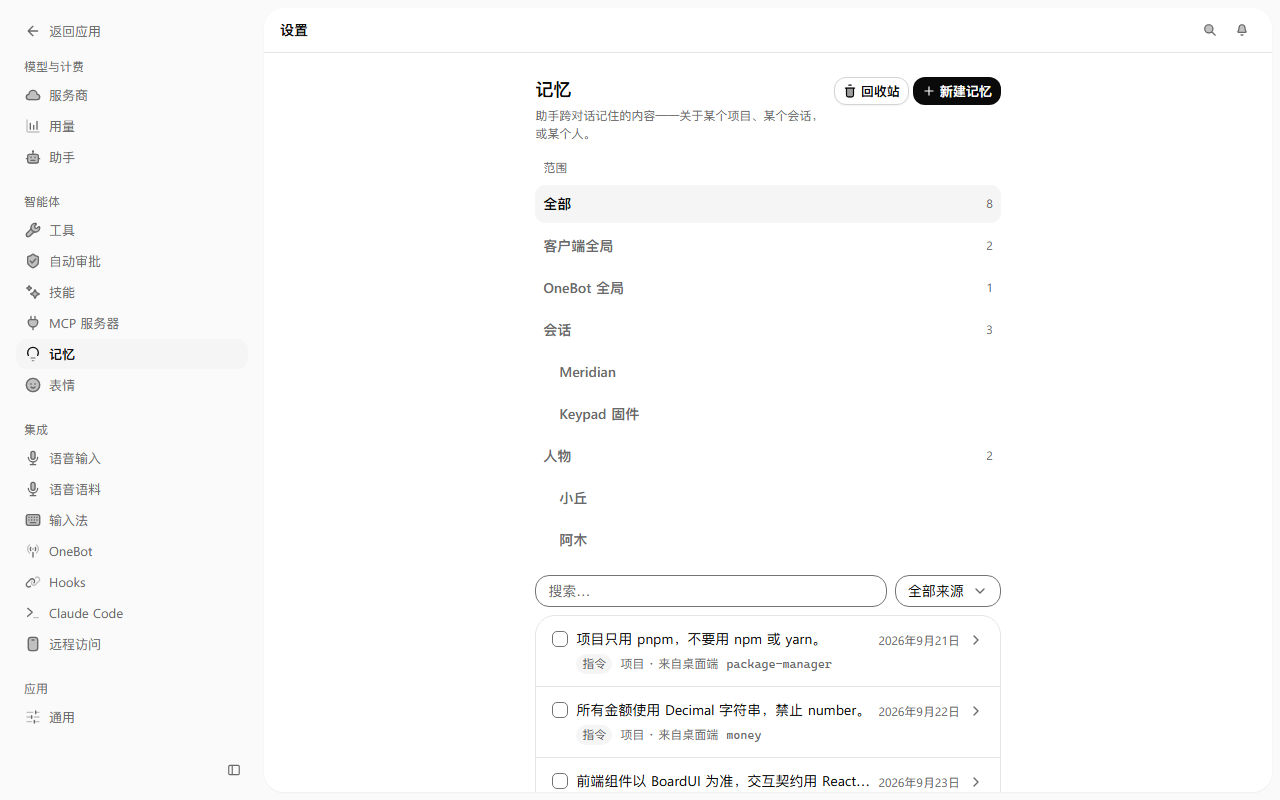 返回应用
模型与计费
服务商
用量
助手
智能体
工具
自动审批
技能
MCP 服务器
记忆
表情
集成
语音输入
语音语料
输入法
OneBot
Hooks
Claude Code
远程访问
应用
通用
设置
记忆
回收站
新建记忆
助手跨对话记住的内容——关于某个项目、某个会话，
或某个人。
范围
全部 8
客户端全局 2
OneBot 全局 1
会话 3
Meridian
Keypad 固件
人物 2
小丘
阿木
搜索…
全部来源
项目只用 pnpm，不要用 npm 或 yarn。 2026年9月21日
指令 项目 · 来自桌面端 package-manager
所有金额使用 Decimal 字符串，禁止 number。 2026年9月22日
指令 项目 · 来自桌面端 money
前端组件以 BoardUI 为准，交互契约用 React… 2026年9月23日